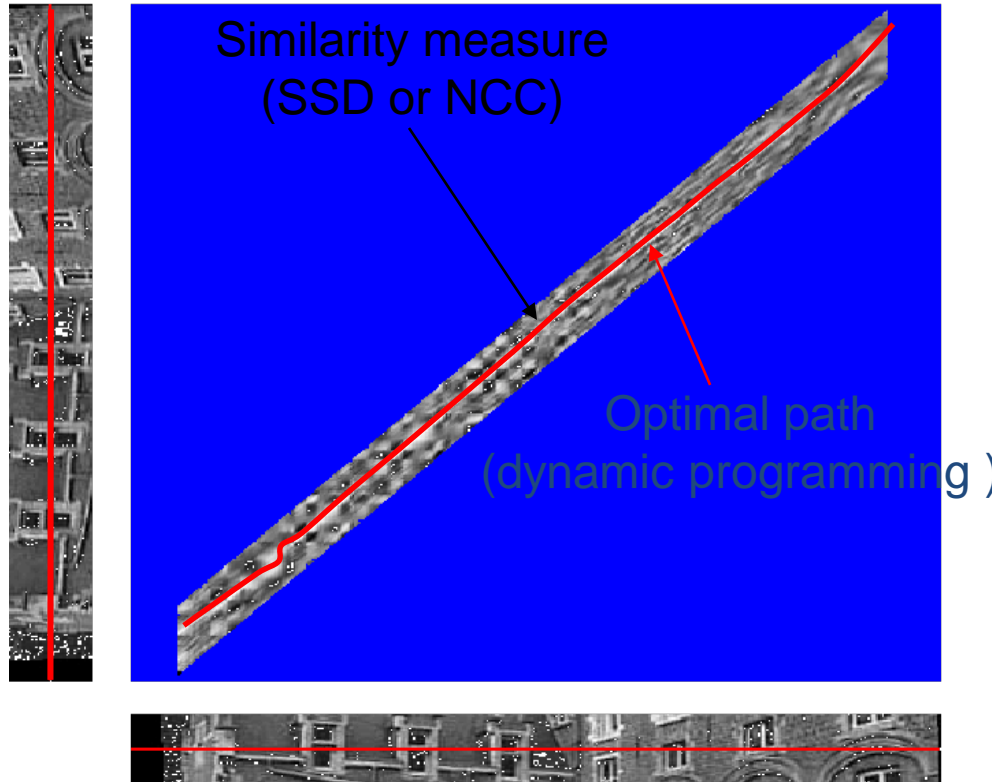 Similarity measure
(SSD or NCC)
Optimal path
(dynamic programming )